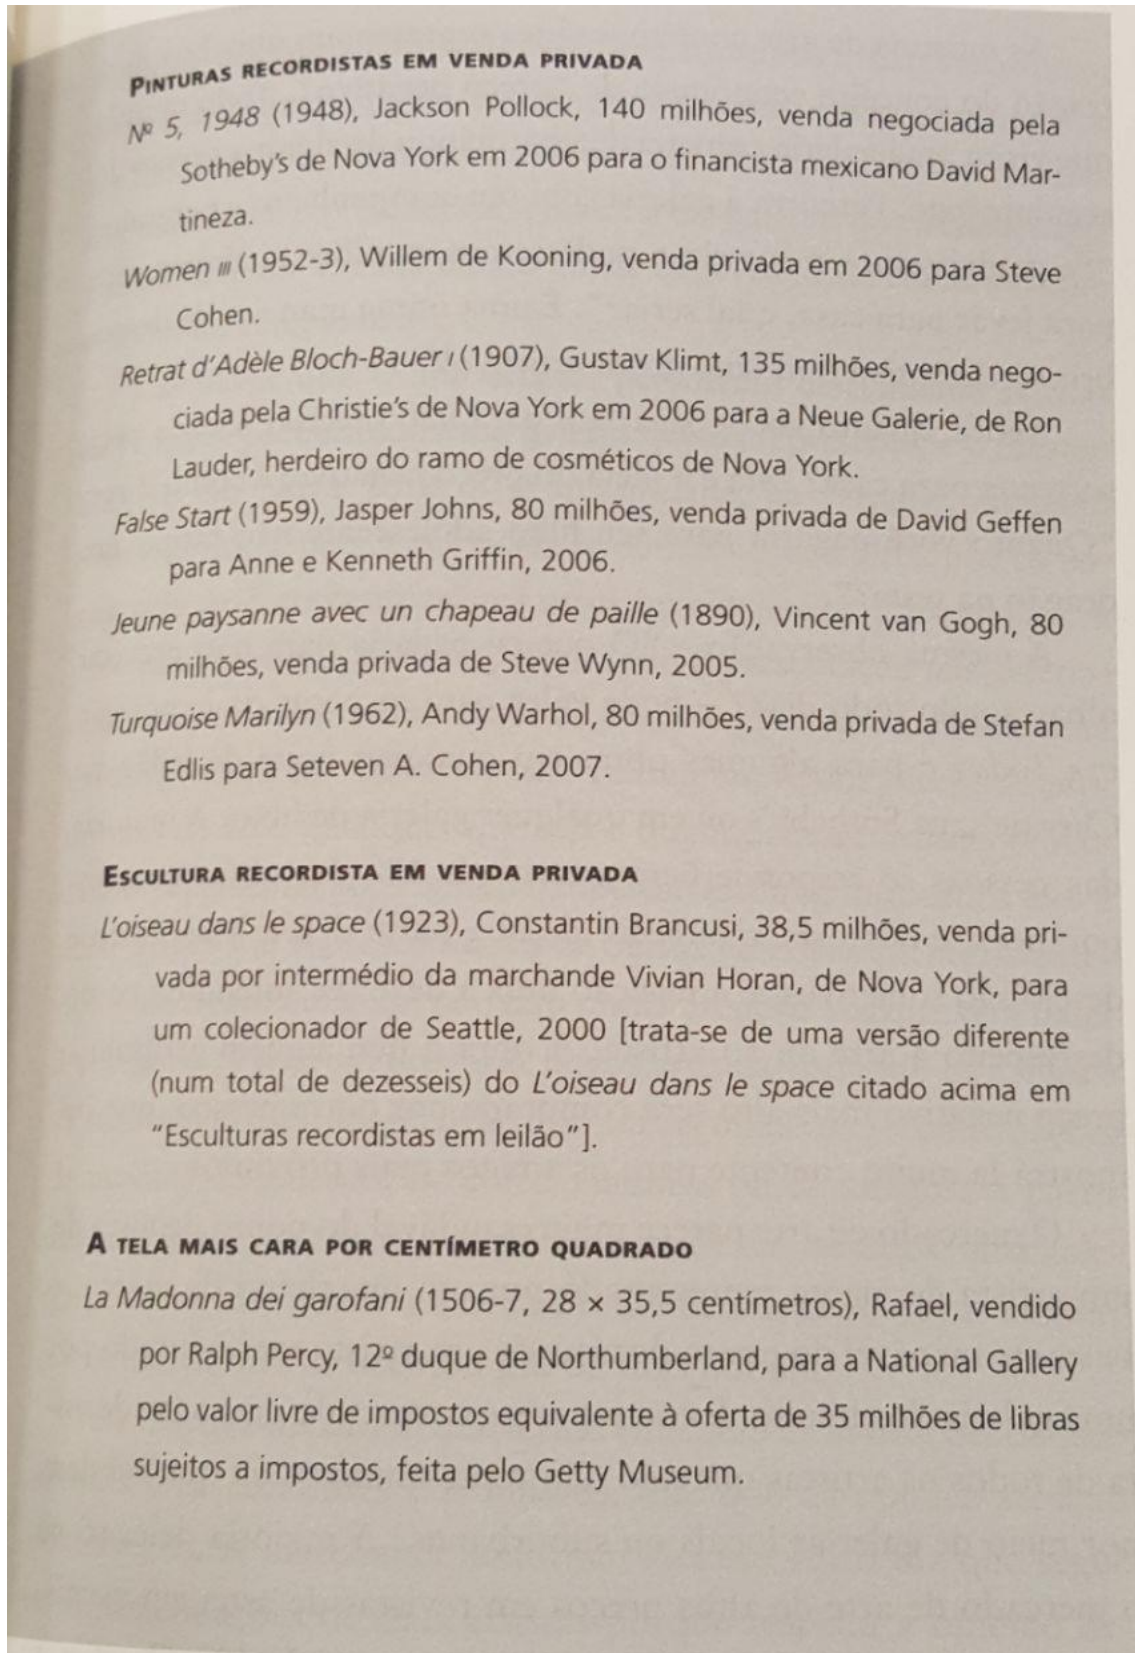 PINTURAS RECORDISTAS EM VENDA PRIVADA
Nº 5, 1948 (1948), Jackson Pollock, 140 milhões, venda negociada pela
Sotheby's de Nova York em 2006 para o financista mexicano David Mar-
tineza.
Women III (1952-3), Willem de Kooning, venda privada em 2006 para Steve
Cohen.
Retrat d'Adèle Bloch-Bauer I (1907), Gustav Klimt, 135 milhões, venda nego-
ciada pela Christie's de Nova York em 2006 para a Neue Galerie, de Ron
Lauder, herdeiro do ramo de cosméticos de Nova York.
False Start (1959), Jasper Johns, 80 milhões, venda privada de David Geffen
para Anne e Kenneth Griffin, 2006.
Jeune paysanne avec un chapeau de paille (1890), Vincent van Gogh, 80
milhões, venda privada de Steve Wynn, 2005.
Turquoise Marilyn (1962), Andy Warhol, 80 milhões, venda privada de Stefan
Edlis para Seteven A. Cohen, 2007.
ESCULTURA RECORDISTA EM VENDA PRIVADA
L'oiseau dans le space (1923), Constantin Brancusi, 38,5 milhões, venda pri-
vada por intermédio da marchande Vivian Horan, de Nova York, para
um colecionador de Seattle, 2000 [trata-se de uma versão diferente
(num total de dezesseis) do L'oiseau dans le space citado acima em
"Esculturas recordistas em leilão"].
A TELA MAIS CARA POR CENTÍMETRO QUADRADO
La Madonna dei garofani (1506-7, 28 × 35,5 centímetros), Rafael, vendido
por Ralph Percy, 12º duque de Northumberland, para a National Gallery
pelo valor livre de impostos equivalente à oferta de 35 milhões de libras
sujeitos a impostos, feita pelo Getty Museum.